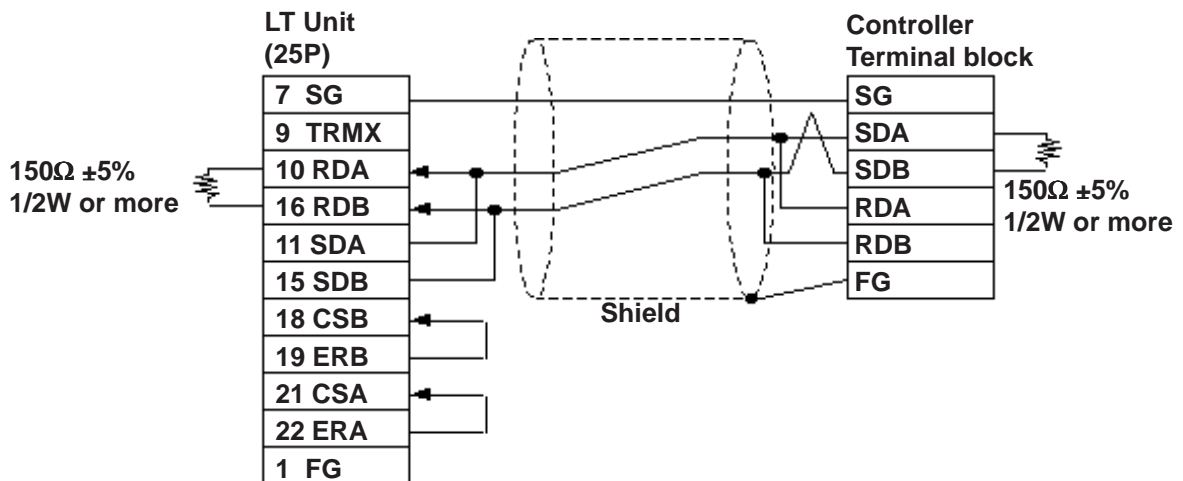 LT Unit
(25P)
7 SG
9 TRMX
10 RDA
16 RDB
11 SDA
15 SDB
18 CSB
19 ERB
21 CSA
22 ERA
1 FG
150Ω ±5%
1/2W or more
Shield
Controller
Terminal block
SG
SDA
SDB
RDA
RDB
FG
150Ω ±5%
1/2W or more